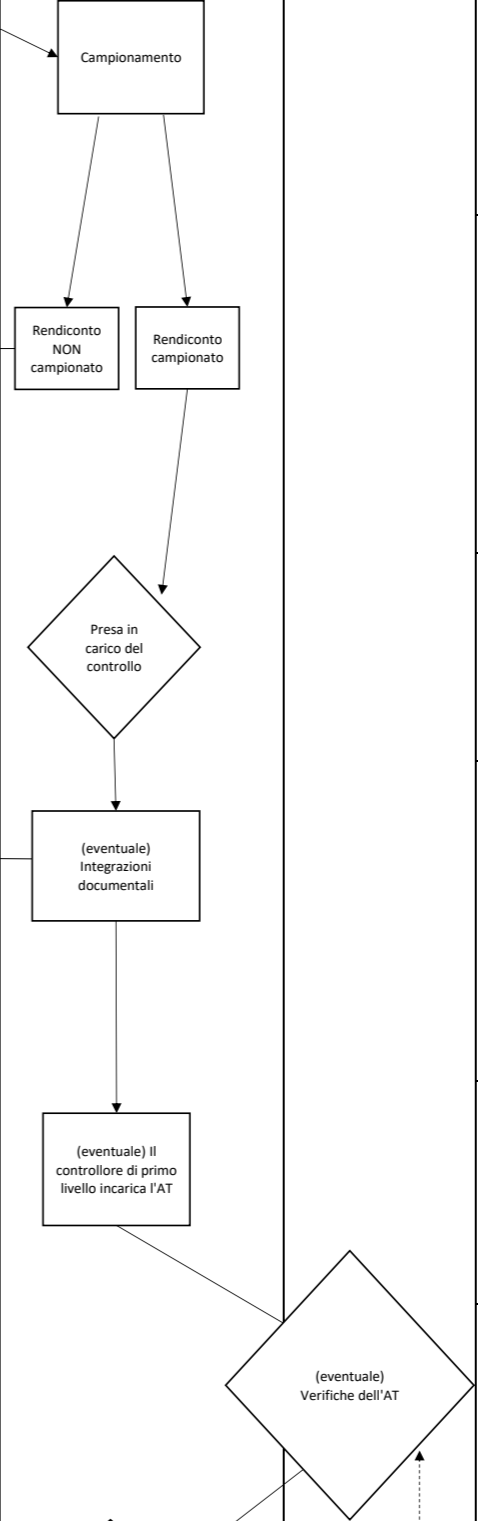 Campionamento
Rendiconto
NON
campionato
Rendiconto
campionato
Presa in
carico del
controllo
(eventuale)
Integrazioni
documentali
(eventuale) Il
controllore di primo
livello incarica l'AT
(eventuale)
Verifiche dell'AT